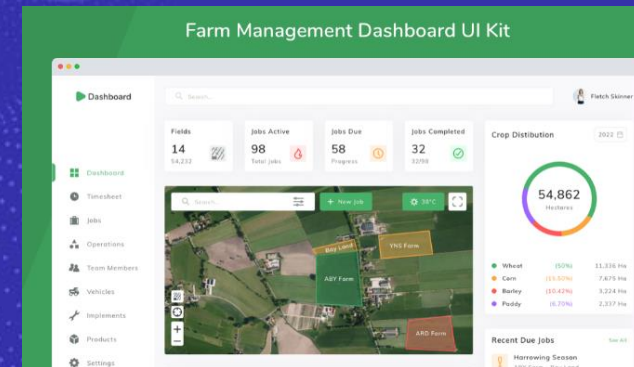 Farm Management Dashboard UI Kit
Dashboard
Search...
Fletch Skinner
Fields
14
54,232
Jobs Active
98
Total Jobs
Jobs Due
58
Progress
Jobs Completed
32
32/98
Crop Distibution
2022
Dashboard
Timesheet
Jobs
Operations
Team Members
Vehicles
Implements
Products
Settings
Search...
+ New Job
38°C
Bay Land
YNS Farm
ABY Farm
ARD Farm
+
−
54,862
Hectares
Wheat (50%) 11,336 Ha
Corn 7,675 Ha
Barley (10.42%) 3,224 Ha
Paddy (6.70%) 2,337 Ha
Recent Due Jobs
See All
Harrowing Season